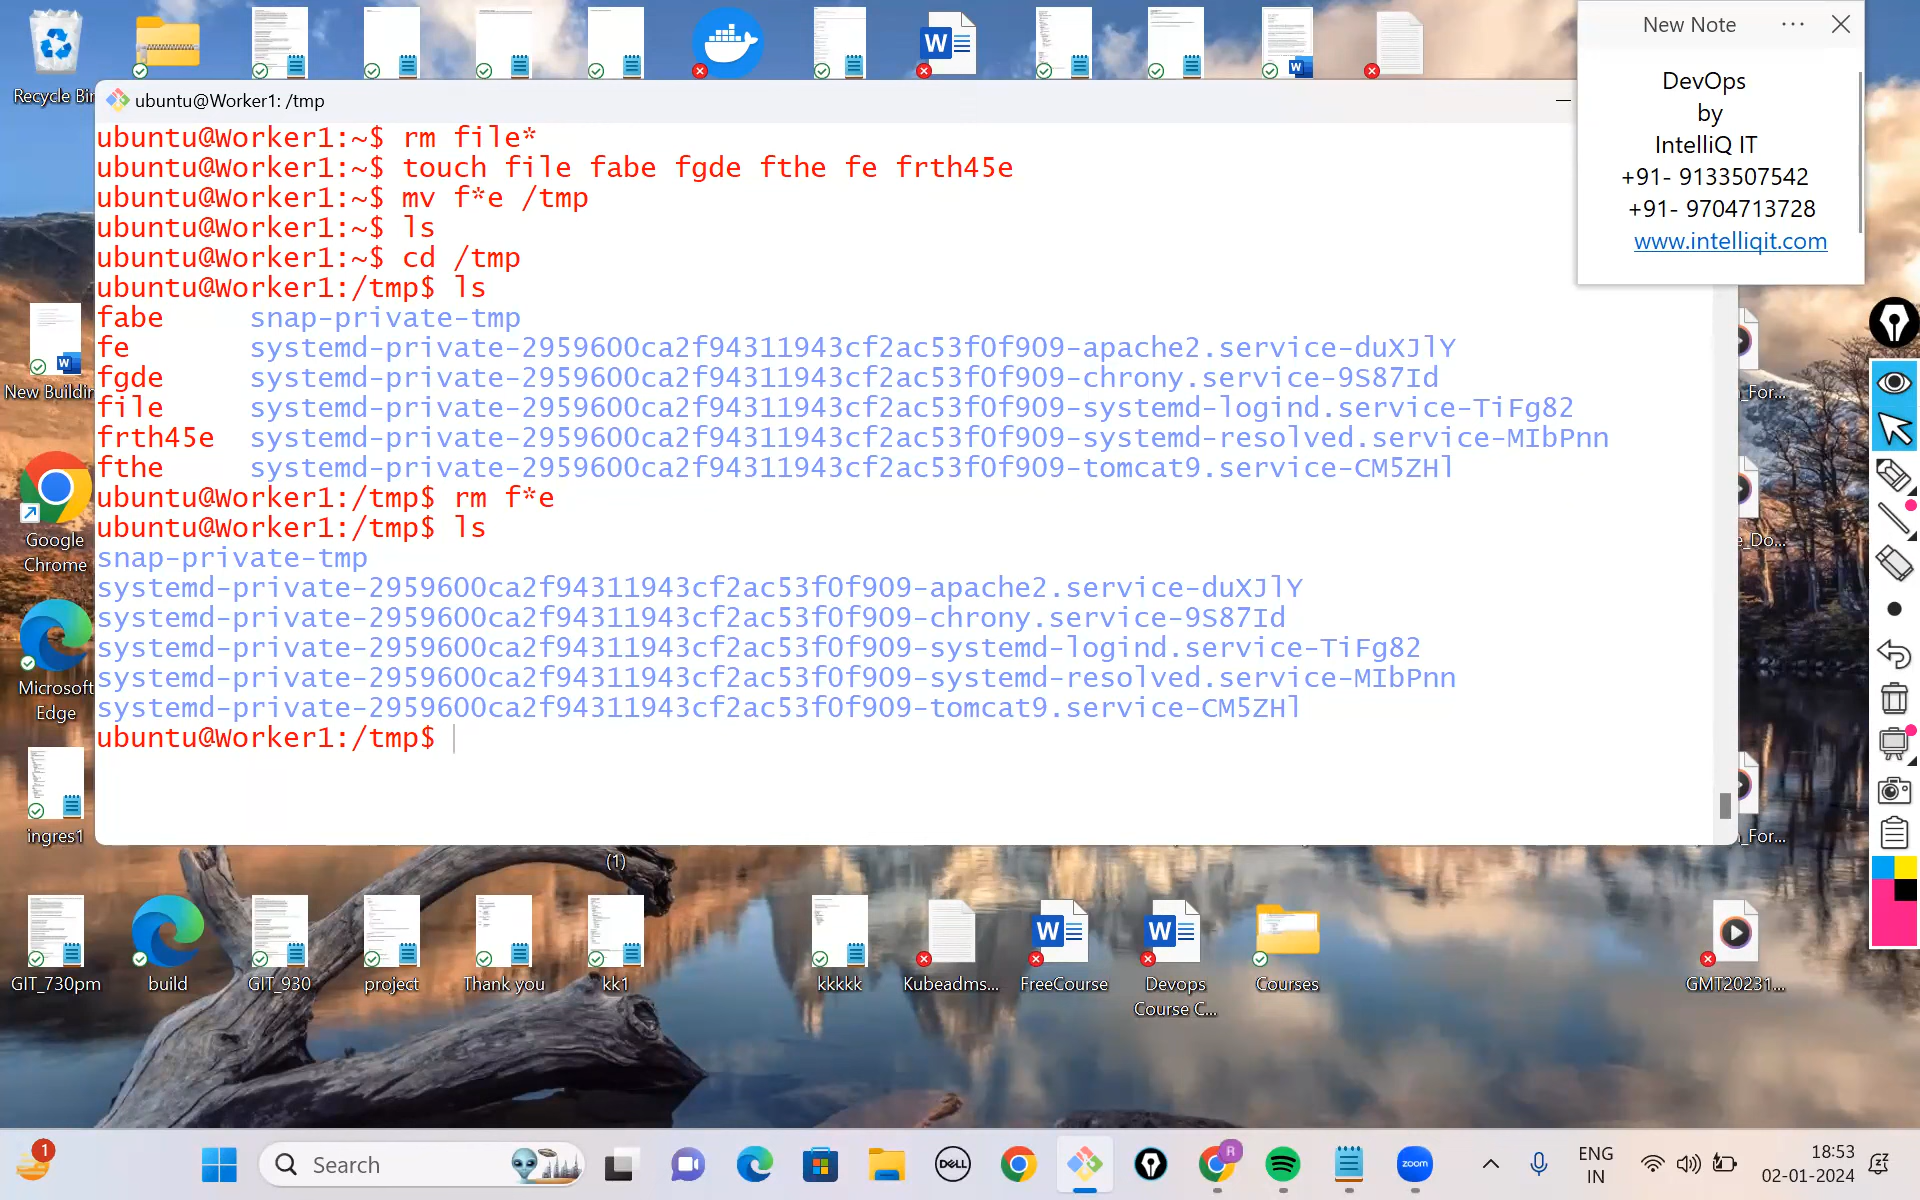 Recycle Bin
ubuntu@Worker1: /tmp
ubuntu@Worker1:~$ rm file*
ubuntu@Worker1:~$ touch file fabe fgde fthe fe frth45e
ubuntu@Worker1:~$ mv f*e /tmp
ubuntu@Worker1:~$ ls
ubuntu@Worker1:~$ cd /tmp
ubuntu@Worker1:/tmp$ ls
fabe snap-private-tmp
fe systemd-private-2959600ca2f94311943cf2ac53f0f909-apache2.service-duXJlY
fgde systemd-private-2959600ca2f94311943cf2ac53f0f909-chrony.service-9S87Id
file systemd-private-2959600ca2f94311943cf2ac53f0f909-systemd-logind.service-TiFg82
frth45e systemd-private-2959600ca2f94311943cf2ac53f0f909-systemd-resolved.service-MIbPnn
fthe systemd-private-2959600ca2f94311943cf2ac53f0f909-tomcat9.service-CM5ZHl
ubuntu@Worker1:/tmp$ rm f*e
ubuntu@Worker1:/tmp$ ls
snap-private-tmp
systemd-private-2959600ca2f94311943cf2ac53f0f909-apache2.service-duXJlY
systemd-private-2959600ca2f94311943cf2ac53f0f909-chrony.service-9S87Id
systemd-private-2959600ca2f94311943cf2ac53f0f909-systemd-logind.service-TiFg82
systemd-private-2959600ca2f94311943cf2ac53f0f909-systemd-resolved.service-MIbPnn
systemd-private-2959600ca2f94311943cf2ac53f0f909-tomcat9.service-CM5ZHl
ubuntu@Worker1:/tmp$
New Note
DevOps
by
IntelliQ IT
+91- 9133507542
+91- 9704713728
www.intelliqit.com
New Buildin
Google
Chrome
Microsoft
Edge
ingres1
_For...
e_Do...
_For...
(1)
GIT_730pm
build
GIT_930
project
Thank you
kk1
kkkkk
Kubeadms...
FreeCourse
Devops
Course C...
Courses
GMT20231...
1
Search
DELL
R
zoom
ENG
IN
18:53
02-01-2024